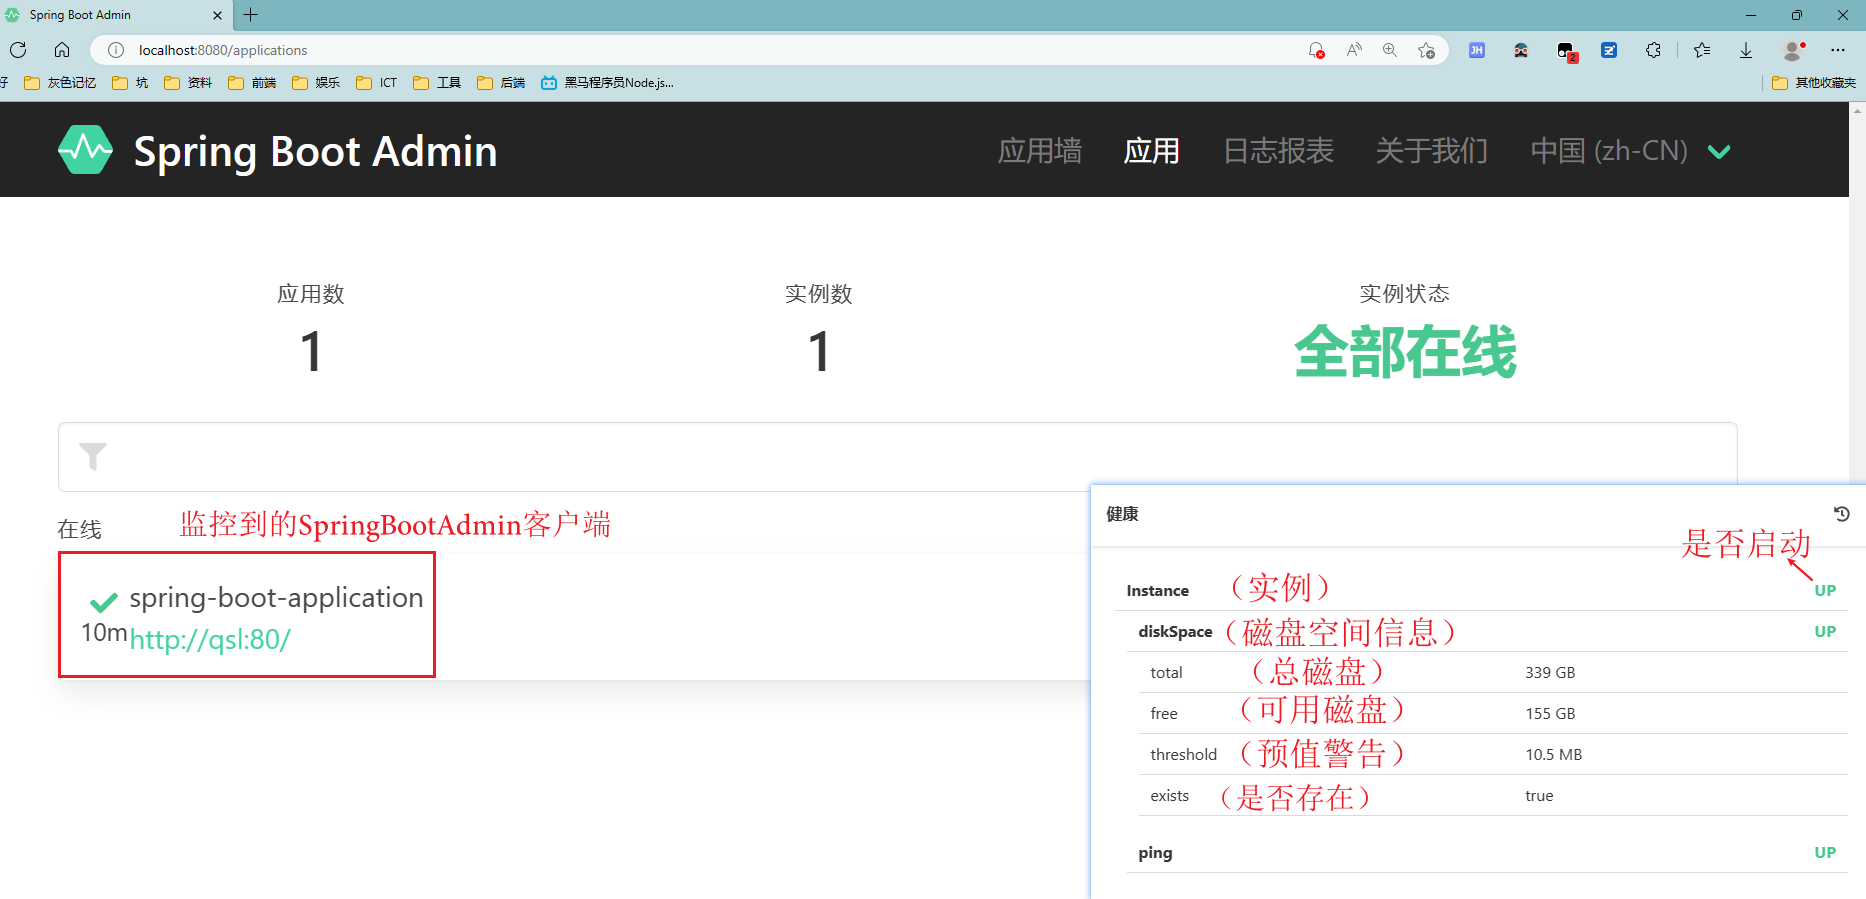 Spring Boot Admin
localhost:8080/applications
灰色记忆 坑 资料 前端 娱乐 ICT 工具 后端 黑马程序员Node.js... 其他收藏夹
Spring Boot Admin 应用墙 应用 日志报表 关于我们 中国 (zh-CN)
应用数 实例数 实例状态
1 1 全部在线
在线 监控到的SpringBootAdmin客户端
spring-boot-application
10m http://qsl:80/
健康
是否启动
Instance （实例） UP
diskSpace （磁盘空间信息） UP
total （总磁盘） 339 GB
free （可用磁盘） 155 GB
threshold （预值警告） 10.5 MB
exists （是否存在） true
ping UP